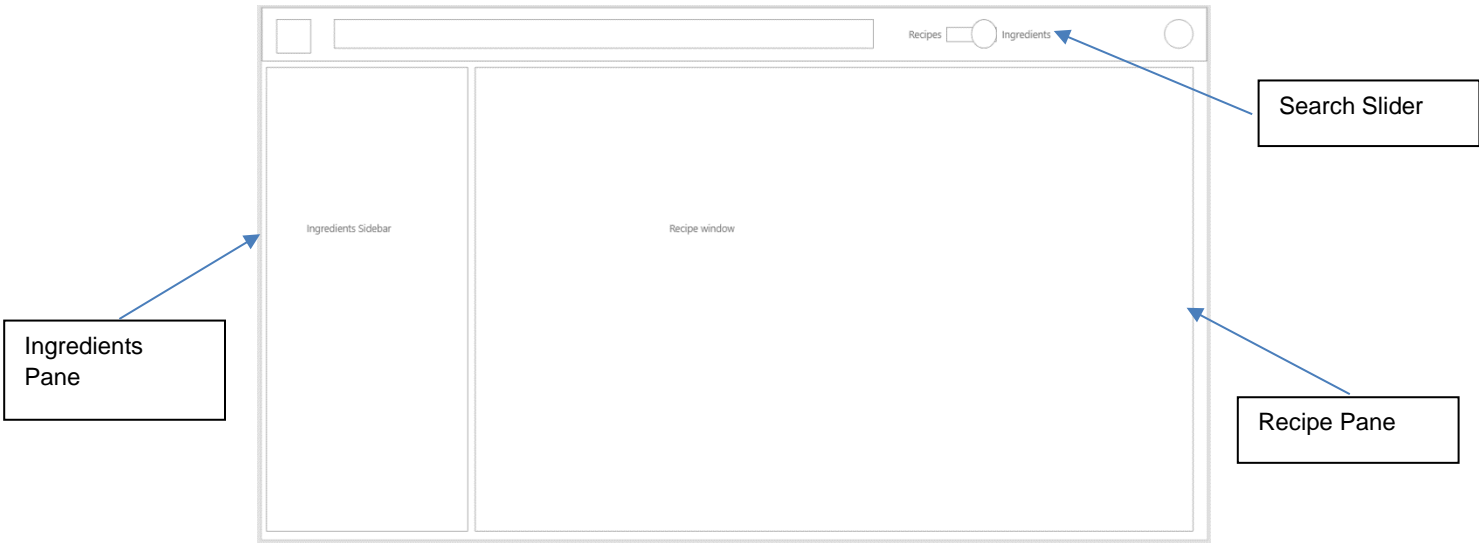 Recipes Ingredients
Search Slider
Ingredients Sidebar
Recipe window
Ingredients
Pane
Recipe Pane